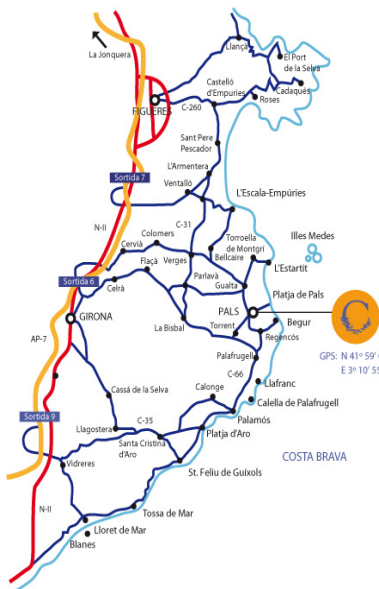 Llançà
La Jonquera
El Port
de la Selva
Castelló
d'Empuries
Cadaquès
Roses
FIGUERES
C-260
Sant Pere
Pescador
L'Armentera
Sortida 7
Ventalló
L'Escala-Empúries
N-II
C-31
Colomers
Torroella
de Montgrí
Illes Medes
Cervià
Flaçà
Verges
Bellcaire
L'Estartit
Sortida 6
Celrà
Parlavà
Gualta
Platja de Pals
GIRONA
PALS
C
La Bisbal
Torrent
Begur
Regencós
AP-7
Palafrugell
GPS: N 41º 59'
E 3º 10' 55
C-66
Cassá de la Selva
Calonge
Llafranc
Calella de Palafrugell
Sortida 9
Llagostera
C-35
Palamós
Santa Cristina
d'Aro
Platja d'Aro
COSTA BRAVA
Vidreres
St. Feliu de Guíxols
N-II
Tossa de Mar
Lloret de Mar
Blanes